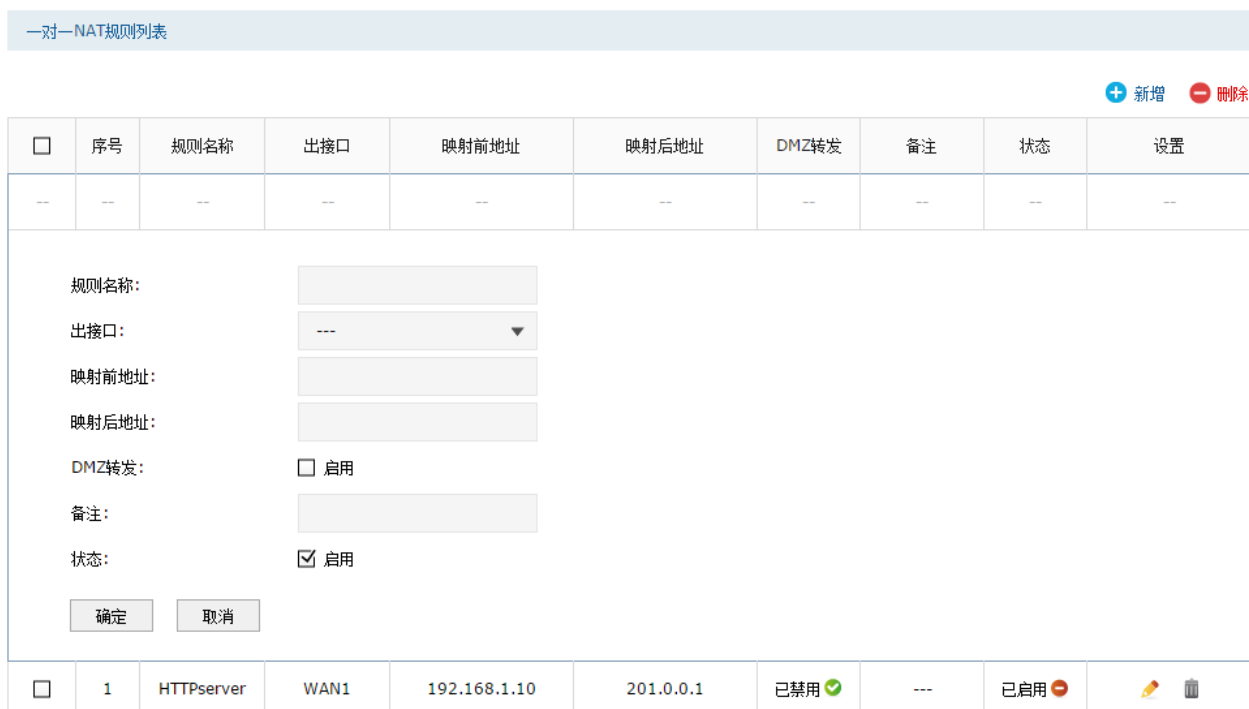 一对一NAT规则列表
新增 删除
序号 规则名称 出接口 映射前地址 映射后地址 DMZ转发 备注 状态 设置
-- -- -- -- -- -- -- -- -- --
规则名称：
出接口： ---
映射前地址：
映射后地址：
DMZ转发： 启用
备注：
状态： 启用
确定 取消
1 HTTPserver WAN1 192.168.1.10 201.0.0.1 已禁用 --- 已启用